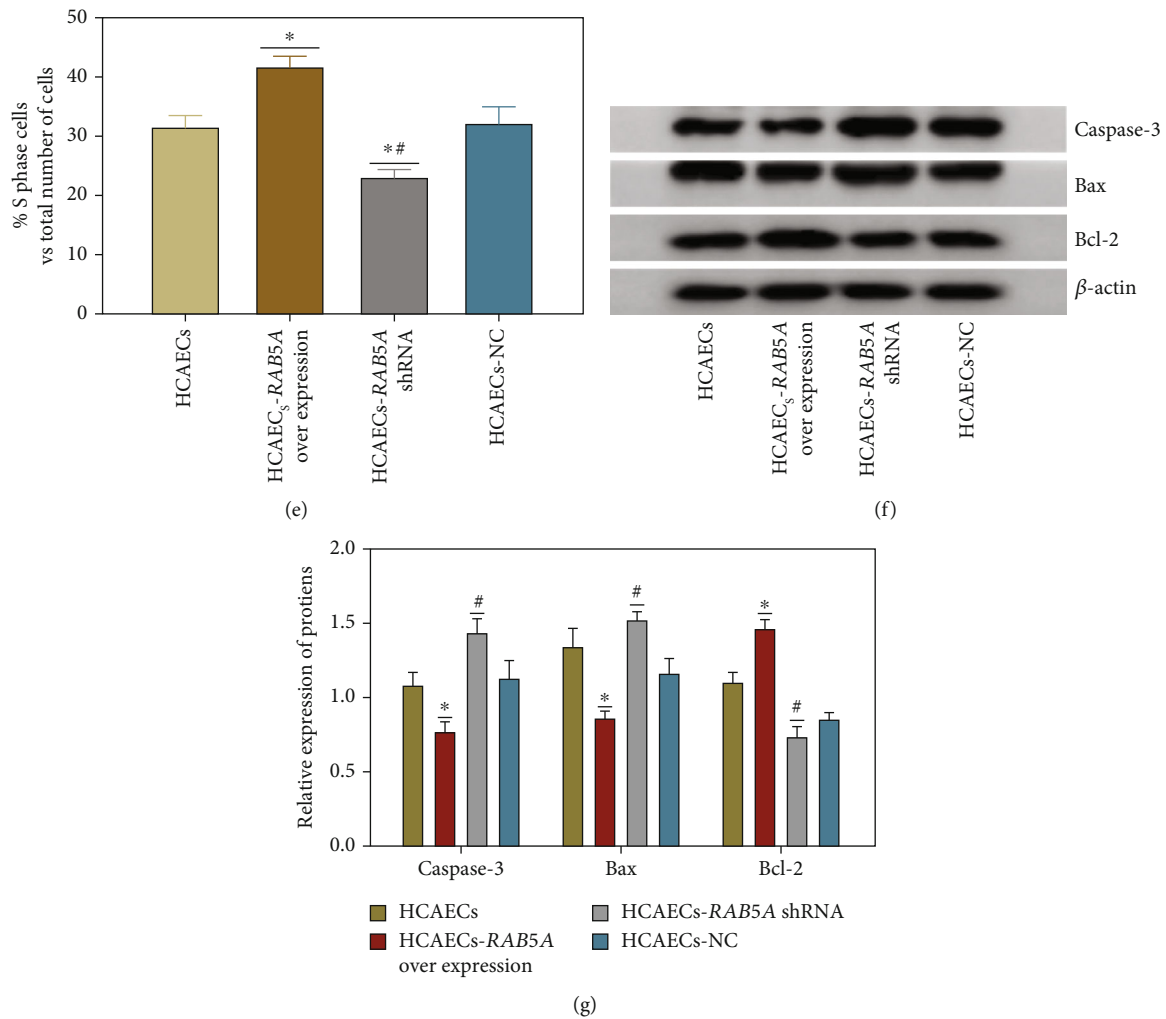 50
40
30
20
10
0
% S phase cells
vs total number of cells
*
*#
HCAECs
HCAECs-RAB5A
over expression
HCAECs-RAB5A
shRNA
HCAECs-NC
(e)
Caspase-3
Bax
Bcl-2
β-actin
HCAECs
HCAECs-RAB5A
over expression
HCAECs-RAB5A
shRNA
HCAECs-NC
(f)
2.0
1.5
1.0
0.5
0.0
Relative expression of protiens
*
#
*
#
*
#
Caspase-3
Bax
Bcl-2
HCAECs
HCAECs-RAB5A
over expression
HCAECs-RAB5A shRNA
HCAECs-NC
(g)